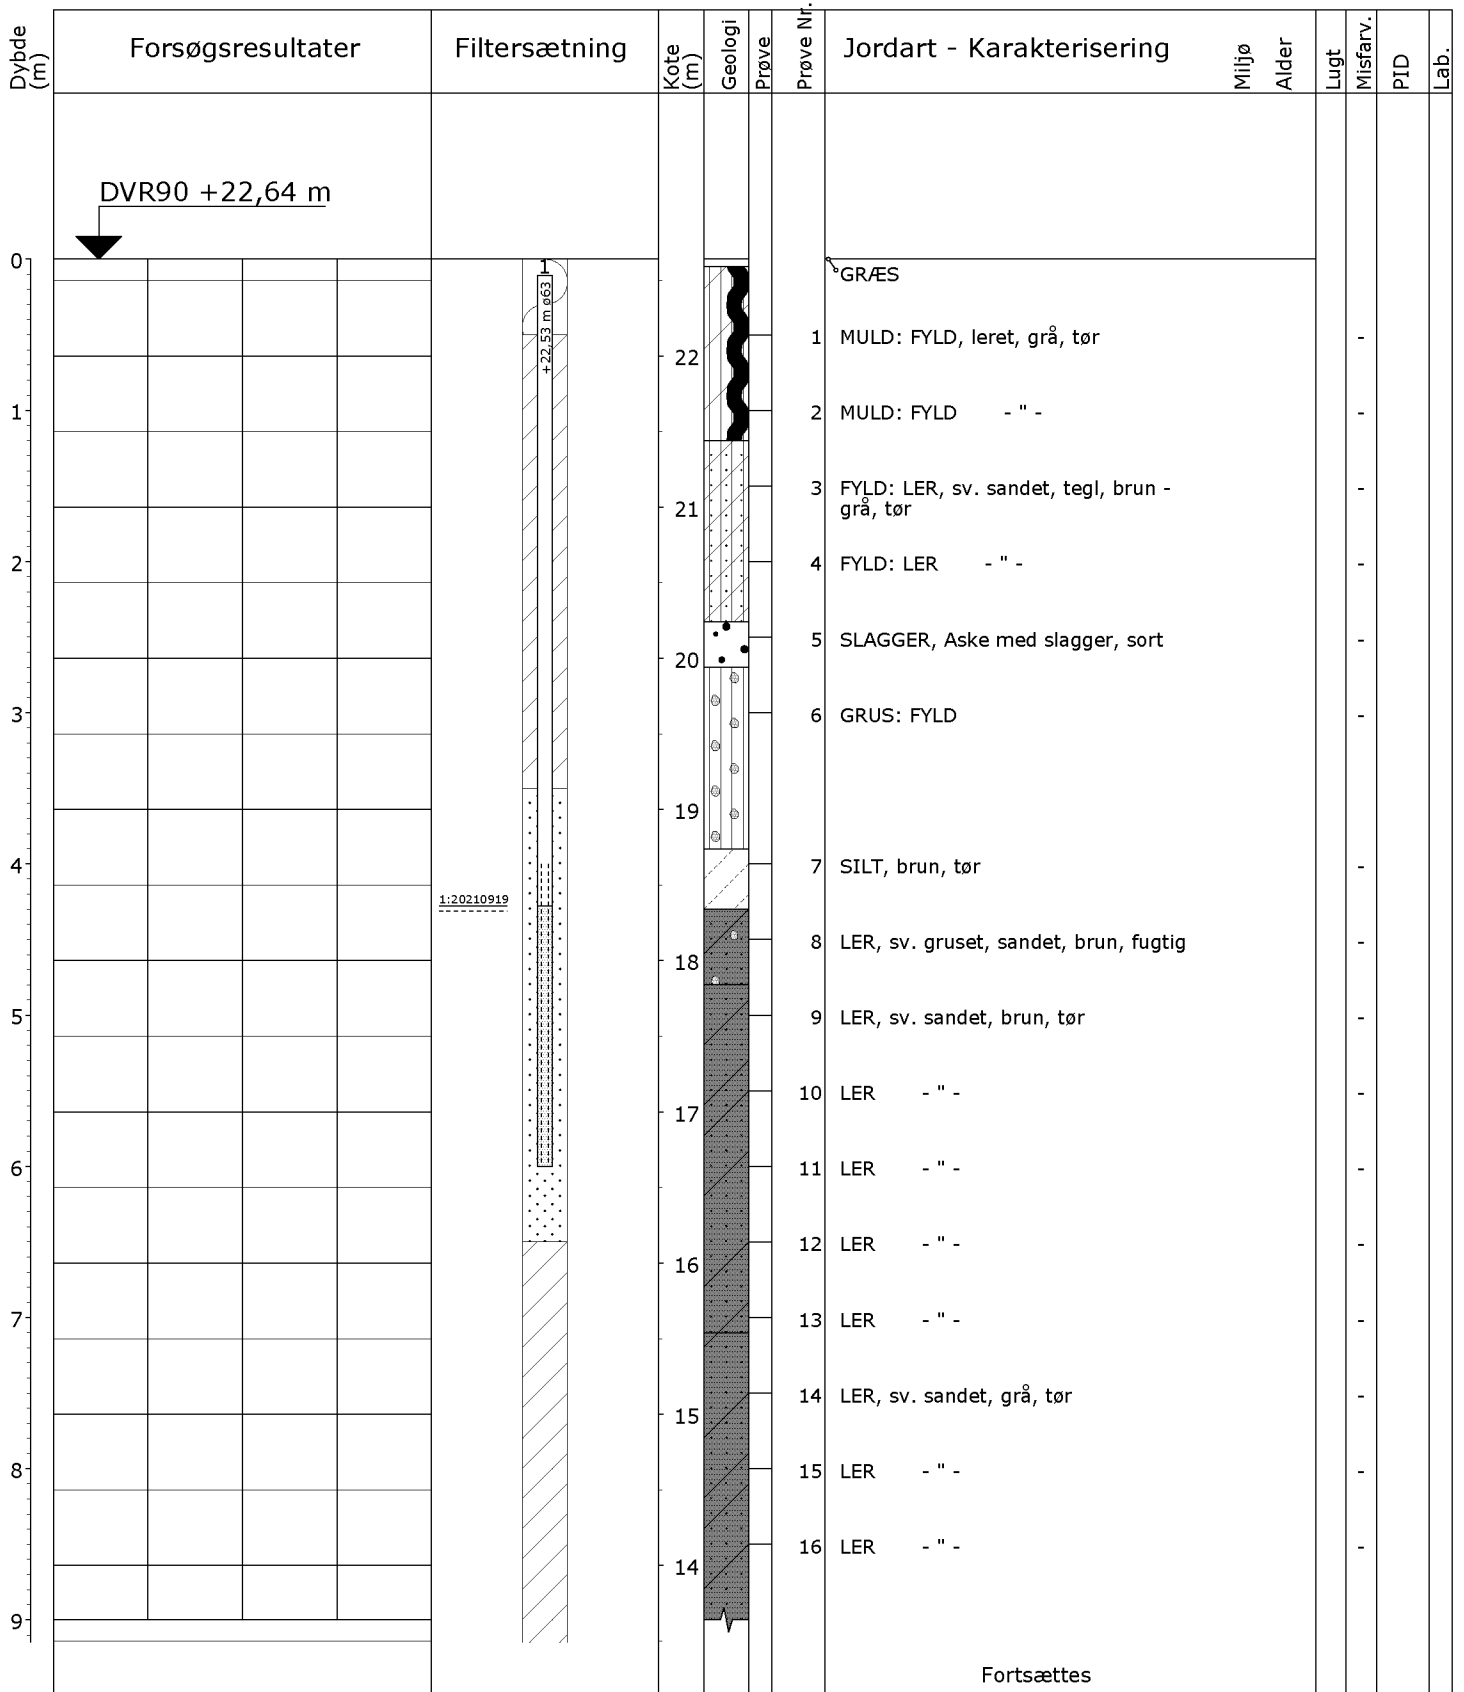 Dybde (m)
Forsøgsresultater
Filtersætning
Kote (m)
Geologi
Prøve
Prøve Nr.
Jordart - Karakterisering
Miljø
Alder
Lugt
Misfarv.
PID
Lab.
DVR90 +22,64 m
0
1
2
3
4
5
6
7
8
9
1
+22,53 m ø63
1:20210919
22
21
20
19
18
17
16
15
14
GRÆS
1 MULD: FYLD, leret, grå, tør -
2 MULD: FYLD - " - -
3 FYLD: LER, sv. sandet, tegl, brun - -
grå, tør
4 FYLD: LER - " - -
5 SLAGGER, Aske med slagger, sort -
6 GRUS: FYLD -
7 SILT, brun, tør -
8 LER, sv. gruset, sandet, brun, fugtig -
9 LER, sv. sandet, brun, tør -
10 LER - " - -
11 LER - " - -
12 LER - " - -
13 LER - " - -
14 LER, sv. sandet, grå, tør -
15 LER - " - -
16 LER - " - -
Fortsættes